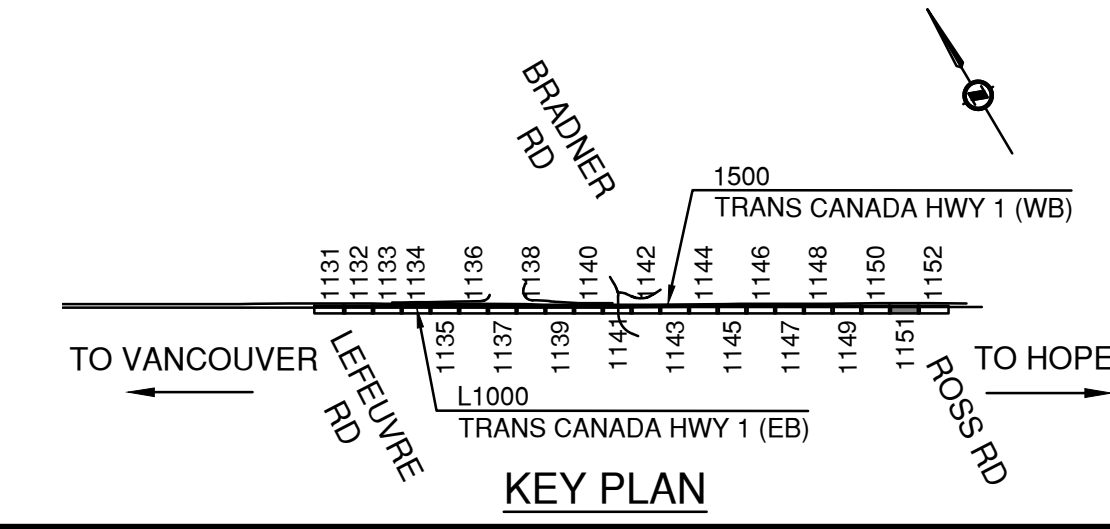 BRADNER
RD
1500
TRANS CANADA HWY 1 (WB)
1131
1132
1133
1134
1136
1138
1140
1142
1144
1146
1148
1150
1152
1135
1137
1139
1141
1143
1145
1147
1149
1151
TO VANCOUVER
LEFEUVRE
RD
L1000
TRANS CANADA HWY 1 (EB)
ROSS RD
TO HOPE
KEY PLAN